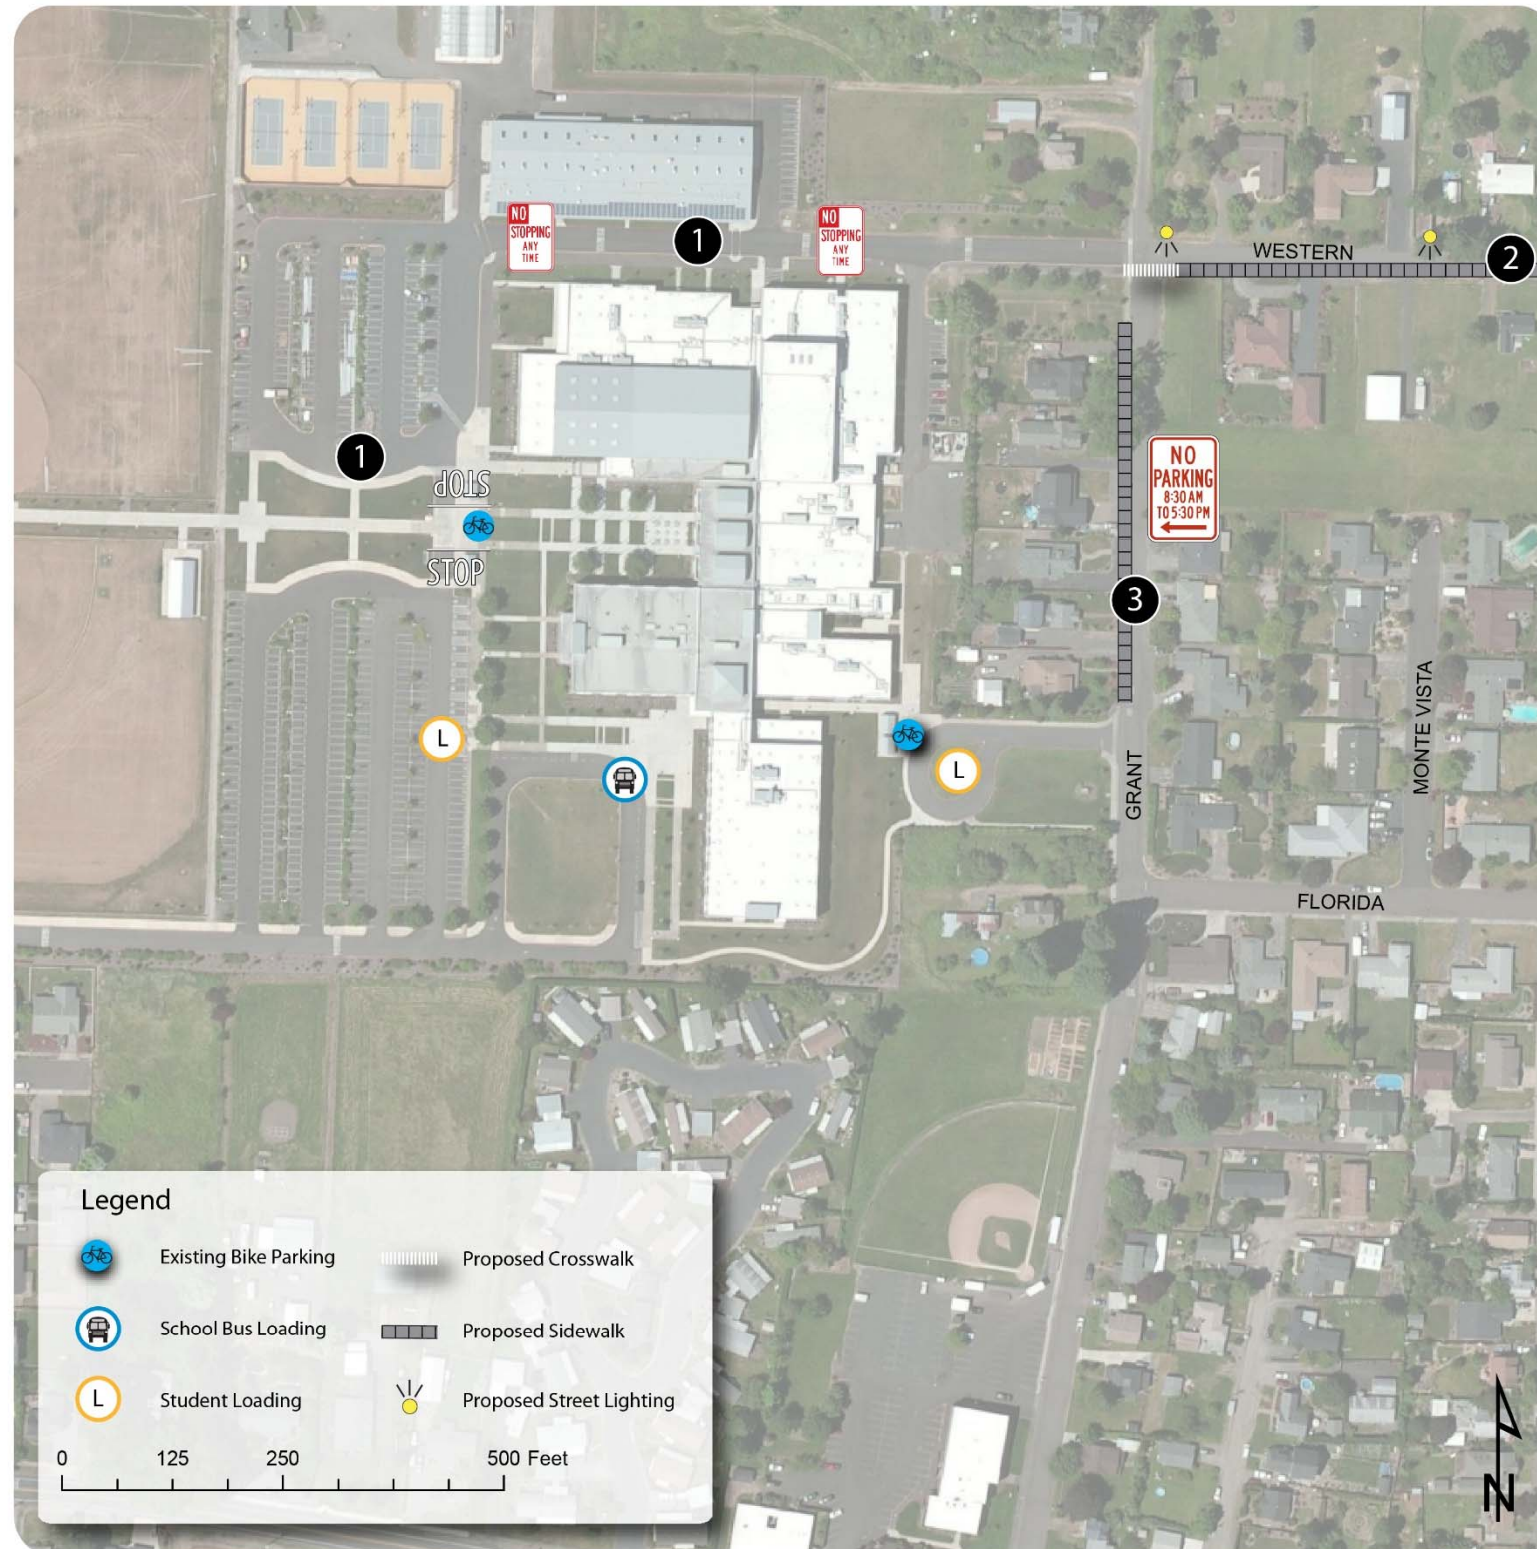 NO
STOPPING
ANY
TIME
NO
STOPPING
ANY
TIME
1
WESTERN
2
1
STOP
STOP
NO
PARKING
8:30 AM
TO 5:30 PM
3
MONTE VISTA
L
L
GRANT
FLORIDA
Legend
Existing Bike Parking
Proposed Crosswalk
School Bus Loading
Proposed Sidewalk
L
Student Loading
Proposed Street Lighting
0 125 250 500 Feet
N